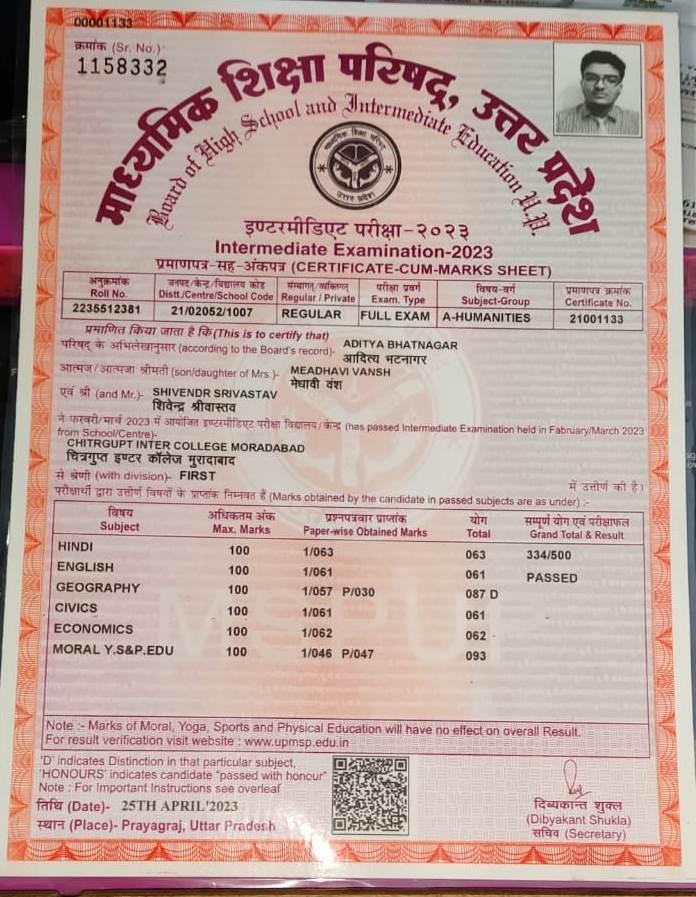 00001133
क्रमांक (Sr. No.)
1158332
माध्यमिक शिक्षा परिषद्, उत्तर प्रदेश
Board of High School and Intermediate Education U.P.
माध्यमिक शिक्षा परिषद्
उत्तर प्रदेश
इण्टरमीडिएट परीक्षा-२०२३
Intermediate Examination-2023
प्रमाणपत्र-सह-अंकपत्र (CERTIFICATE-CUM-MARKS SHEET)
अनुक्रमांक जनपद/केन्द्र/विद्यालय कोड संस्थागत/व्यक्तिगत परीक्षा प्रवर्ग विषय-वर्ग प्रमाणपत्र क्रमांक
Roll No. Distt./Centre/School Code Regular / Private Exam. Type Subject-Group Certificate No.
2235512381 21/02052/1007 REGULAR FULL EXAM A-HUMANITIES 21001133
प्रमाणित किया जाता है कि (This is to certify that)
परिषद् के अभिलेखानुसार (according to the Board's record)- ADITYA BHATNAGAR
आदित्य भटनागर
आत्मज/आत्मजा श्रीमती (son/daughter of Mrs.)- MEADHAVI VANSH
मेधावी वंश
एवं श्री (and Mr.)- SHIVENDR SRIVASTAV
शिवेन्द्र श्रीवास्तव
ने फरवरी/मार्च 2023 में आयोजित इण्टरमीडिएट परीक्षा विद्यालय/केन्द्र (has passed Intermediate Examination held in Fabruary/March 2023
from School/Centre)-
CHITRGUPT INTER COLLEGE MORADABAD
चित्रगुप्त इण्टर कॉलेज मुरादाबाद
से श्रेणी (with division)- FIRST में उत्तीर्ण की है।
परीक्षार्थी द्वारा उत्तीर्ण विषयों के प्राप्तांक निम्नवत हैं (Marks obtained by the candidate in passed subjects are as under) :-
विषय अधिकतम अंक प्रश्नपत्रवार प्राप्तांक योग सम्पूर्ण योग एवं परीक्षाफल
Subject Max. Marks Paper-wise Obtained Marks Total Grand Total & Result
HINDI 100 1/063 063 334/500
ENGLISH 100 1/061 061 PASSED
GEOGRAPHY 100 1/057 P/030 087 D
CIVICS 100 1/061 061
ECONOMICS 100 1/062 062
MORAL Y.S&P.EDU 100 1/046 P/047 093
MSPUP
Note :- Marks of Moral, Yoga, Sports and Physical Education will have no effect on overall Result.
For result verification visit website : www.upmsp.edu.in
'D' indicates Distinction in that particular subject,
'HONOURS' indicates candidate "passed with honour"
Note : For Important Instructions see overleaf
तिथि (Date)- 25TH APRIL'2023
स्थान (Place)- Prayagraj, Uttar Pradesh
दिब्यकान्त शुक्ल
(Dibyakant Shukla)
सचिव (Secretary)